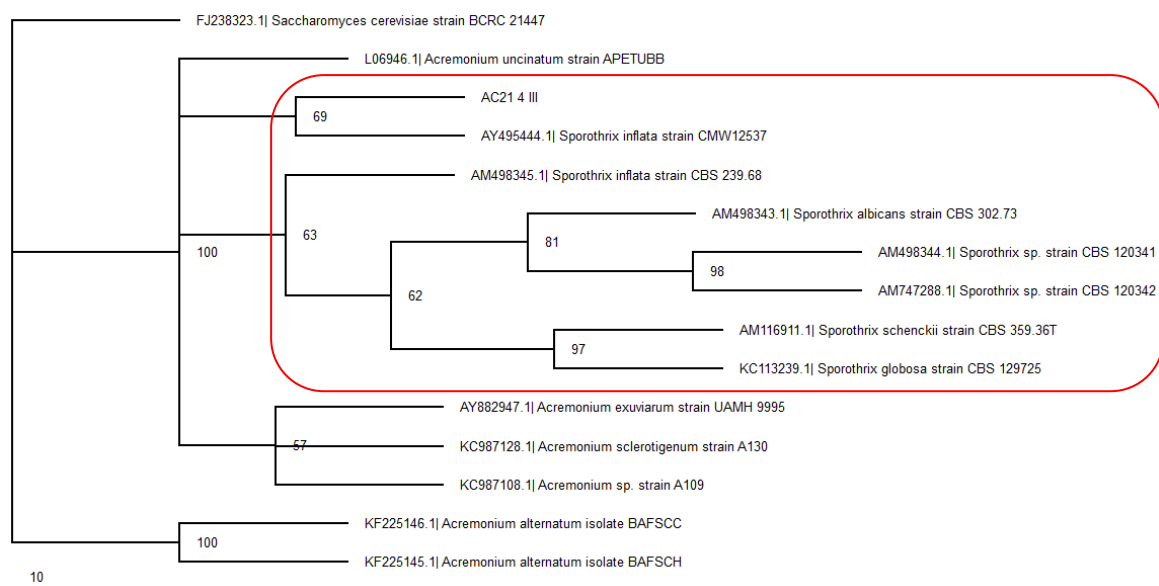 FJ238323.1| Saccharomyces cerevisiae strain BCRC 21447
L06946.1| Acremonium uncinatum strain APETUBB
AC21 4 III
69
AY495444.1| Sporothrix inflata strain CMW12537
AM498345.1| Sporothrix inflata strain CBS 239.68
AM498343.1| Sporothrix albicans strain CBS 302.73
63
81
100
AM498344.1| Sporothrix sp. strain CBS 120341
98
AM747288.1| Sporothrix sp. strain CBS 120342
62
AM116911.1| Sporothrix schenckii strain CBS 359.36T
97
KC113239.1| Sporothrix globosa strain CBS 129725
AY882947.1| Acremonium exuviarum strain UAMH 9995
57
KC987128.1| Acremonium sclerotigenum strain A130
KC987108.1| Acremonium sp. strain A109
KF225146.1| Acremonium alternatum isolate BAFSCC
100
KF225145.1| Acremonium alternatum isolate BAFSCH
10